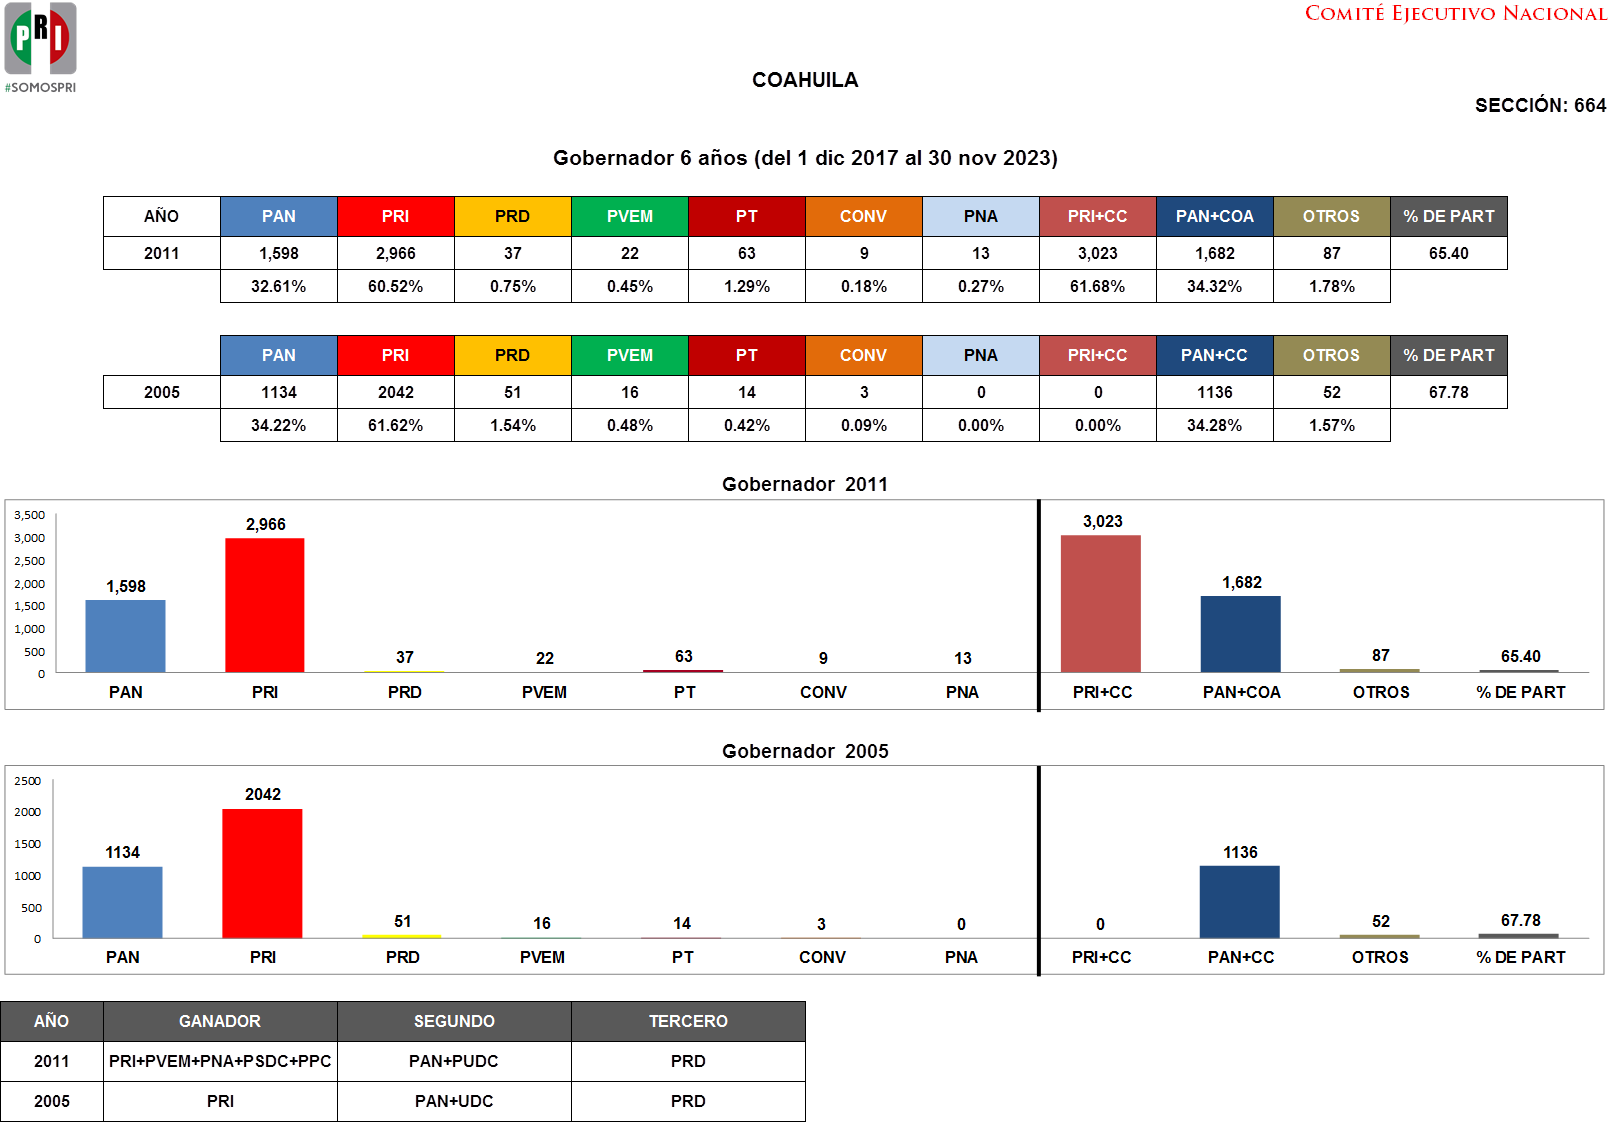 PRI
#SOMOSPRI
COMITÉ EJECUTIVO NACIONAL
COAHUILA
SECCIÓN: 664
Gobernador 6 años (del 1 dic 2017 al 30 nov 2023)
AÑO PAN PRI PRD PVEM PT CONV PNA PRI+CC PAN+COA OTROS % DE PART
2011 1,598 2,966 37 22 63 9 13 3,023 1,682 87 65.40
32.61% 60.52% 0.75% 0.45% 1.29% 0.18% 0.27% 61.68% 34.32% 1.78%
PAN PRI PRD PVEM PT CONV PNA PRI+CC PAN+CC OTROS % DE PART
2005 1134 2042 51 16 14 3 0 0 1136 52 67.78
34.22% 61.62% 1.54% 0.48% 0.42% 0.09% 0.00% 0.00% 34.28% 1.57%
Gobernador 2011
3,500
3,000
2,500
2,000
1,500
1,000
500
0
1,598 2,966 37 22 63 9 13 3,023 1,682 87 65.40
PAN PRI PRD PVEM PT CONV PNA PRI+CC PAN+COA OTROS % DE PART
Gobernador 2005
2500
2000
1500
1000
500
0
1134 2042 51 16 14 3 0 0 1136 52 67.78
PAN PRI PRD PVEM PT CONV PNA PRI+CC PAN+CC OTROS % DE PART
AÑO GANADOR SEGUNDO TERCERO
2011 PRI+PVEM+PNA+PSDC+PPC PAN+PUDC PRD
2005 PRI PAN+UDC PRD